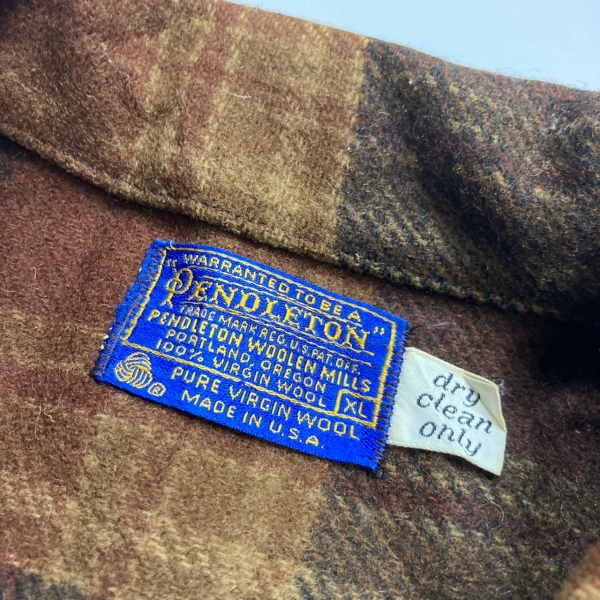 WARRANTED TO BE A
"PENDLETON"
TRADE MARK REG. U.S. PAT. OFF.
PENDLETON WOOLEN MILLS
PORTLAND, OREGON
100% VIRGIN WOOL
XL
PURE VIRGIN WOOL
®
MADE IN U.S.A.
dry
clean
only